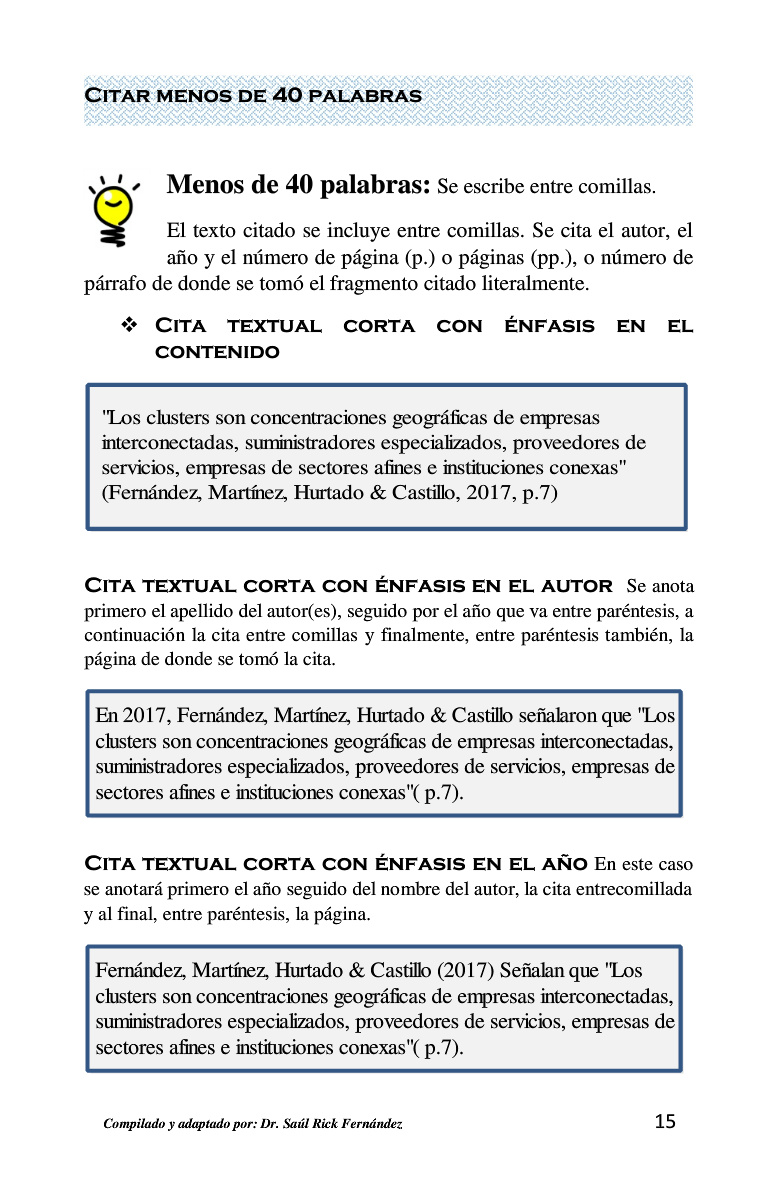 CITAR MENOS DE 40 PALABRAS
Menos de 40 palabras: Se escribe entre comillas.
El texto citado se incluye entre comillas. Se cita el autor, el
año y el número de página (p.) o páginas (pp.), o número de
párrafo de donde se tomó el fragmento citado literalmente.
❖ CITA TEXTUAL CORTA CON ÉNFASIS EN EL
CONTENIDO
"Los clusters son concentraciones geográficas de empresas
interconectadas, suministradores especializados, proveedores de
servicios, empresas de sectores afines e instituciones conexas"
(Fernández, Martínez, Hurtado & Castillo, 2017, p.7)
CITA TEXTUAL CORTA CON ÉNFASIS EN EL AUTOR Se anota
primero el apellido del autor(es), seguido por el año que va entre paréntesis, a
continuación la cita entre comillas y finalmente, entre paréntesis también, la
página de donde se tomó la cita.
En 2017, Fernández, Martínez, Hurtado & Castillo señalaron que "Los
clusters son concentraciones geográficas de empresas interconectadas,
suministradores especializados, proveedores de servicios, empresas de
sectores afines e instituciones conexas"( p.7).
CITA TEXTUAL CORTA CON ÉNFASIS EN EL AÑO En este caso
se anotará primero el año seguido del nombre del autor, la cita entrecomillada
y al final, entre paréntesis, la página.
Fernández, Martínez, Hurtado & Castillo (2017) Señalan que "Los
clusters son concentraciones geográficas de empresas interconectadas,
suministradores especializados, proveedores de servicios, empresas de
sectores afines e instituciones conexas"( p.7).
Compilado y adaptado por: Dr. Saúl Rick Fernández 15